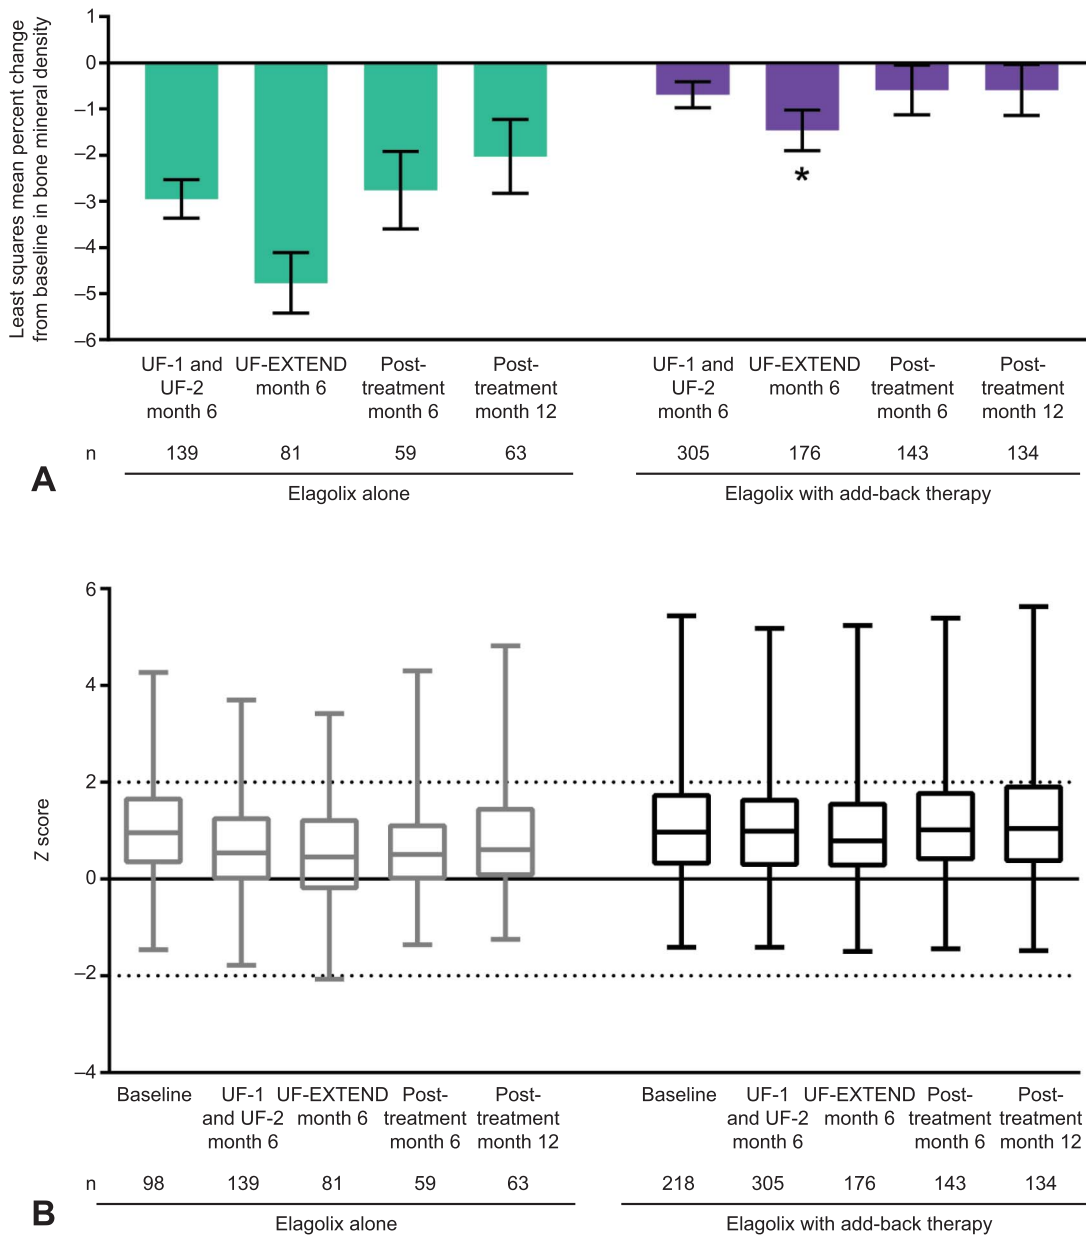 Least squares mean percent change
from baseline in bone mineral density
1
0
–1
–2
–3
–4
–5
–6
*
UF-1 and UF-EXTEND Post- Post-
UF-2 month 6 treatment treatment
month 6 month 6 month 12
UF-1 and UF-EXTEND Post- Post-
UF-2 month 6 treatment treatment
month 6 month 6 month 12
n 139 81 59 63 305 176 143 134
A
Elagolix alone Elagolix with add-back therapy
Z score
6
4
2
0
–2
–4
Baseline UF-1 UF-EXTEND Post- Post-
and UF-2 month 6 treatment treatment
month 6 month 6 month 12
Baseline UF-1 UF-EXTEND Post- Post-
and UF-2 month 6 treatment treatment
month 6 month 6 month 12
n 98 139 81 59 63 218 305 176 143 134
B
Elagolix alone Elagolix with add-back therapy